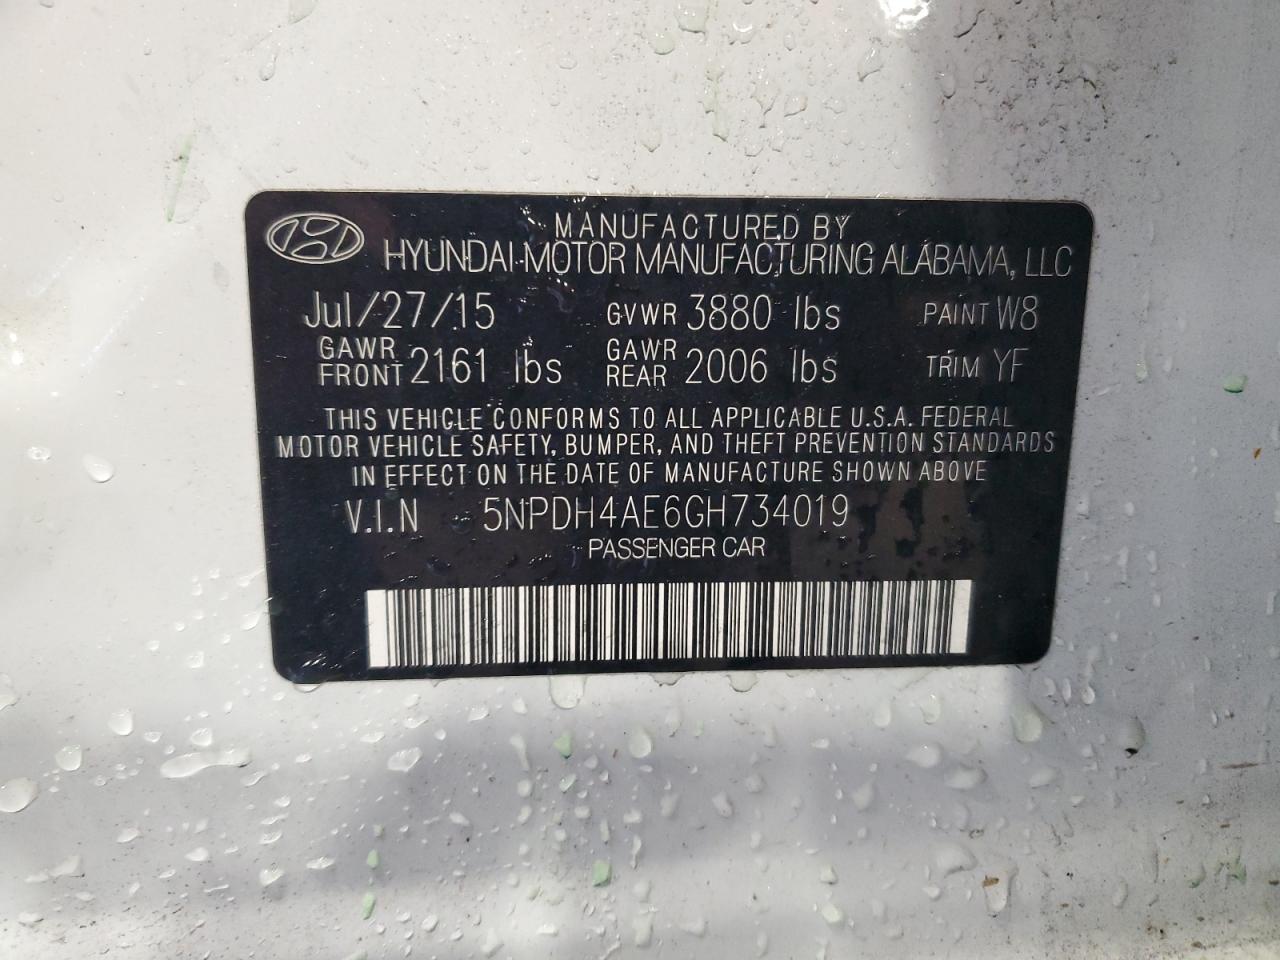 MANUFACTURED BY
HYUNDAI MOTOR MANUFACTURING ALABAMA, LLC
Jul/27/15 GVWR 3880 lbs PAINT W8
GAWR FRONT 2161 lbs GAWR REAR 2006 lbs TRIM YF
THIS VEHICLE CONFORMS TO ALL APPLICABLE U.S.A. FEDERAL
MOTOR VEHICLE SAFETY, BUMPER, AND THEFT PREVENTION STANDARDS
IN EFFECT ON THE DATE OF MANUFACTURE SHOWN ABOVE
V.I.N 5NPDH4AE6GH734019
PASSENGER CAR